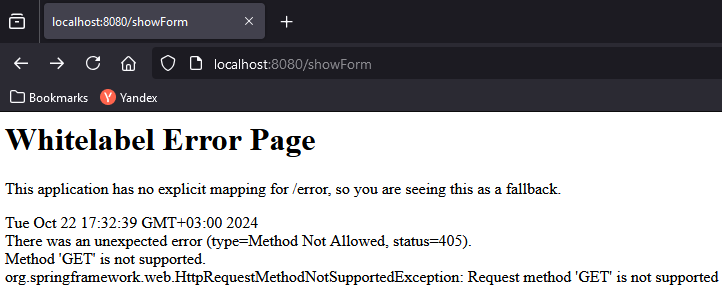 localhost:8080/showForm
localhost:8080/showForm
Bookmarks Y Yandex
Whitelabel Error Page
This application has no explicit mapping for /error, so you are seeing this as a fallback.
Tue Oct 22 17:32:39 GMT+03:00 2024
There was an unexpected error (type=Method Not Allowed, status=405).
Method 'GET' is not supported.
org.springframework.web.HttpRequestMethodNotSupportedException: Request method 'GET' is not supported